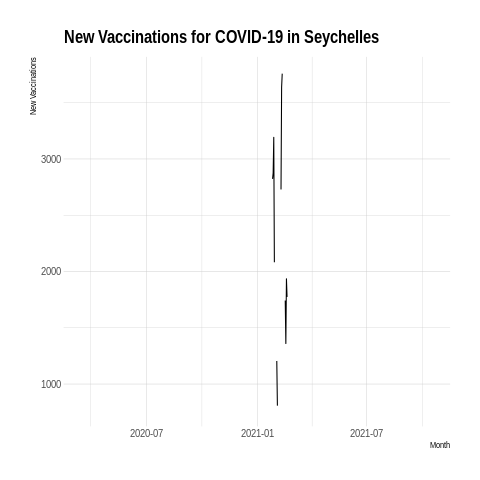 New Vaccinations for COVID-19 in Seychelles
New Vaccinations
3000
2000
1000
2020-07 2021-01 2021-07
Month